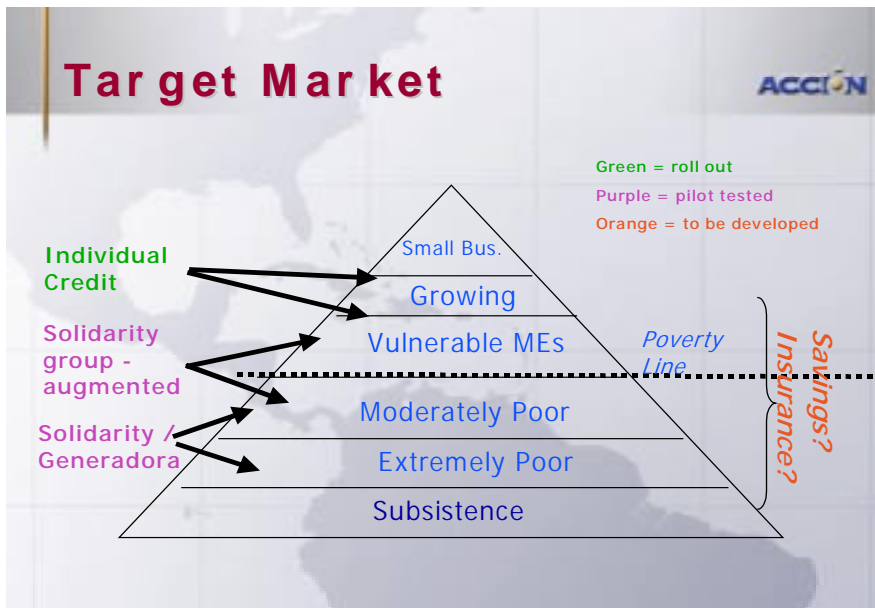 Target Market
ACCIÓN
Green = roll out
Purple = pilot tested
Orange = to be developed
Individual
Credit
Solidarity
group -
augmented
Solidarity /
Generadora
Small Bus.
Growing
Vulnerable MEs
Poverty
Line
Moderately Poor
Extremely Poor
Subsistence
Savings?
Insurance?